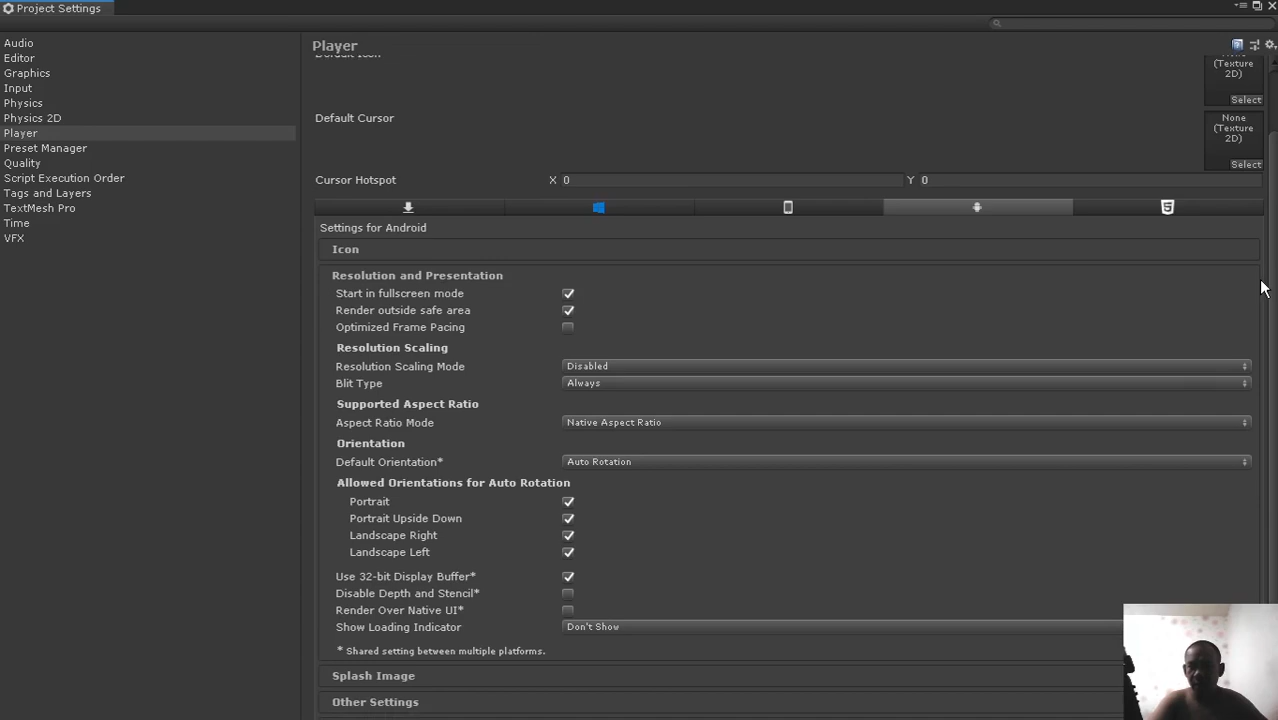 Project Settings
Audio
Editor
Graphics
Input
Physics
Physics 2D
Player
Preset Manager
Quality
Script Execution Order
Tags and Layers
TextMesh Pro
Time
VFX
Player
Default Icon
None
(Texture
2D)
Select
Default Cursor
None
(Texture
2D)
Select
Cursor Hotspot X 0 Y 0
Settings for Android
Icon
Resolution and Presentation
Start in fullscreen mode
Render outside safe area
Optimized Frame Pacing
Resolution Scaling
Resolution Scaling Mode Disabled
Blit Type Always
Supported Aspect Ratio
Aspect Ratio Mode Native Aspect Ratio
Orientation
Default Orientation* Auto Rotation
Allowed Orientations for Auto Rotation
Portrait
Portrait Upside Down
Landscape Right
Landscape Left
Use 32-bit Display Buffer*
Disable Depth and Stencil*
Render Over Native UI*
Show Loading Indicator Don't Show
* Shared setting between multiple platforms.
Splash Image
Other Settings